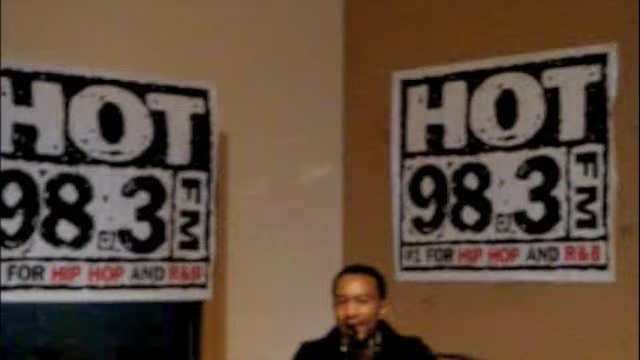 HOT
98.3 FM
FOR HIP HOP AND R&B
HOT
98.3 FM
#1 FOR HIP HOP AND R&B